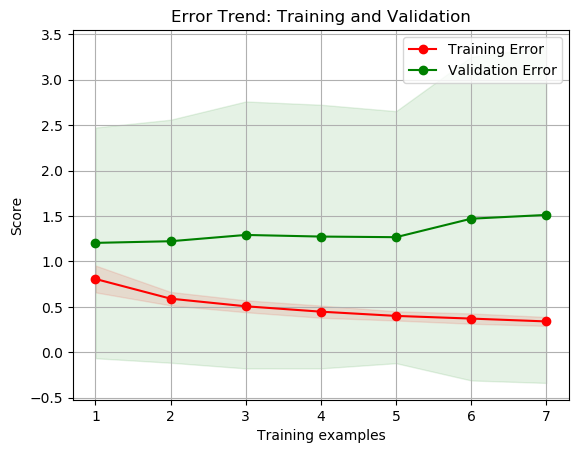 Error Trend: Training and Validation
Training Error
Validation Error
Score
3.5
3.0
2.5
2.0
1.5
1.0
0.5
0.0
−0.5
1 2 3 4 5 6 7
Training examples